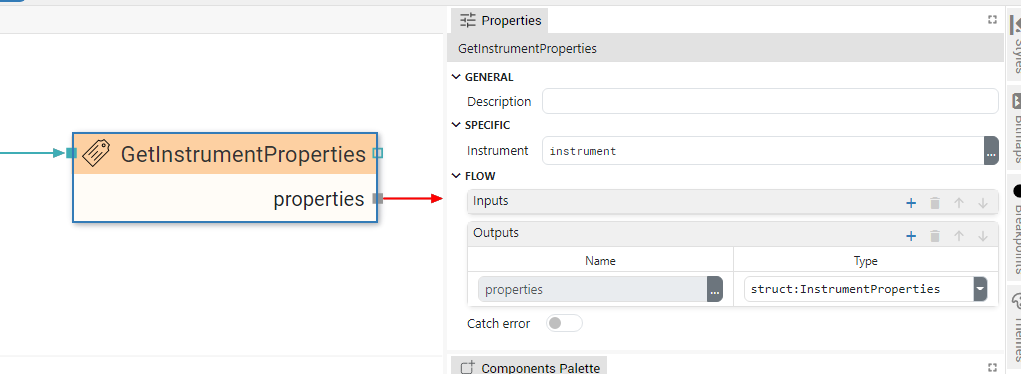 GetInstrumentProperties
properties
Properties
GetInstrumentProperties
GENERAL
Description
SPECIFIC
Instrument
instrument
...
FLOW
Inputs
Outputs
Name
Type
properties
...
struct:InstrumentProperties
Catch error
Components Palette
Styles
Bitmaps
Breakpoints
Themes